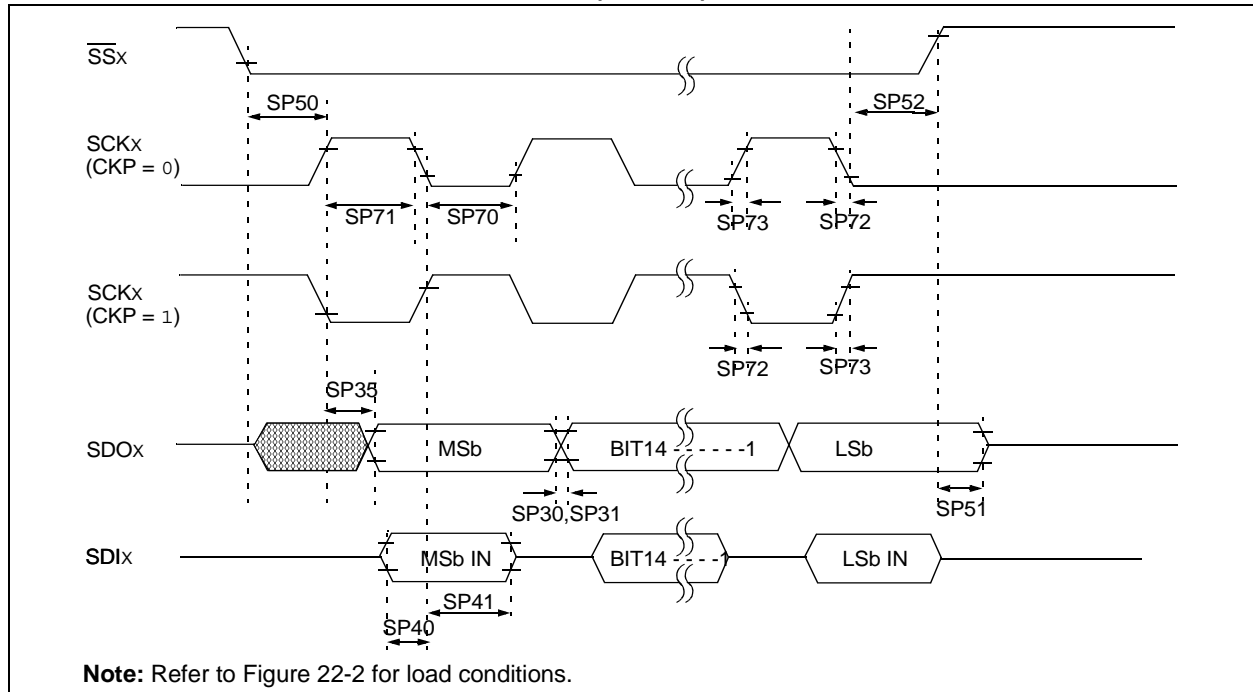 SSX
SP50
SP52
SCKX
(CKP = 0)
SP71
SP70
SP73
SP72
SCKX
(CKP = 1)
SP72
SP73
SP35
SDOX
MSb
BIT14 - - - - - -1
LSb
SP30,SP31
SP51
SDIX
MSb IN
BIT14 - - - - -1
LSb IN
SP41
SP40
Note: Refer to Figure 22-2 for load conditions.